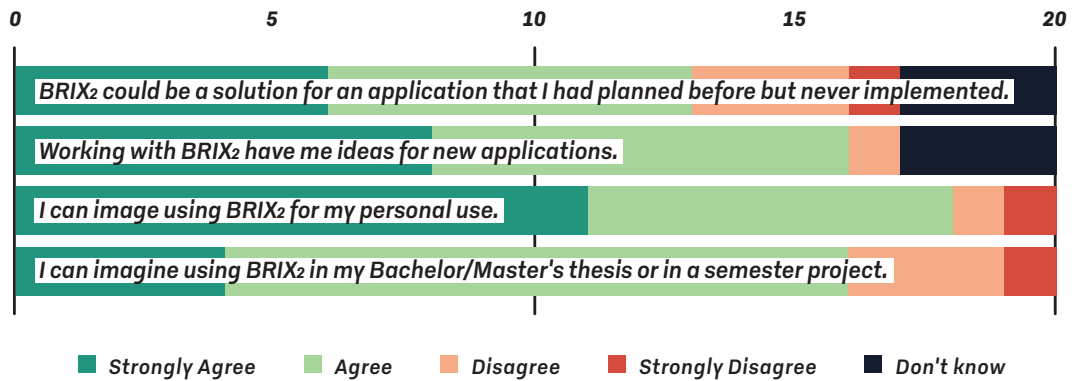 0 5 10 15 20
BRIX₂ could be a solution for an application that I had planned before but never implemented.
Working with BRIX₂ have me ideas for new applications.
I can image using BRIX₂ for my personal use.
I can imagine using BRIX₂ in my Bachelor/Master's thesis or in a semester project.
Strongly Agree Agree Disagree Strongly Disagree Don't know